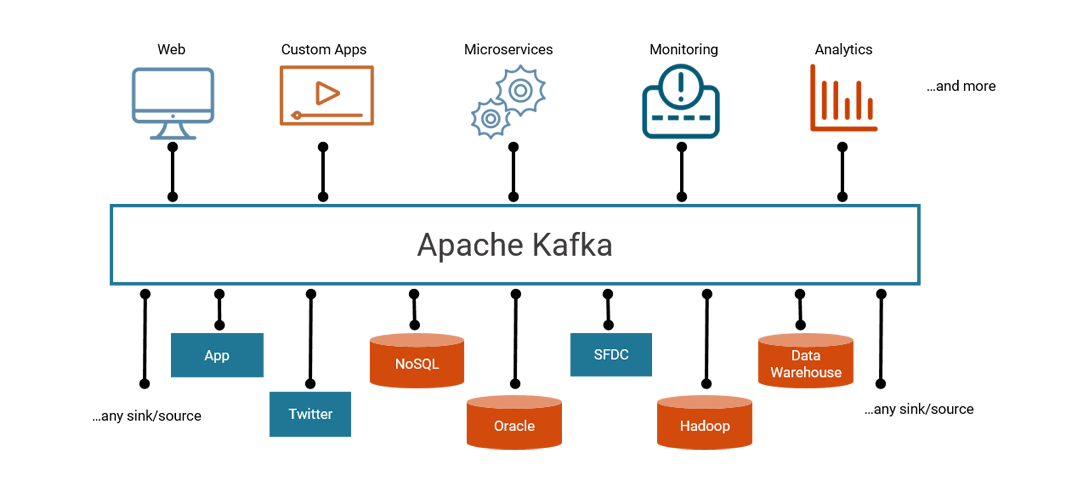 Web
Custom Apps
Microservices
Monitoring
Analytics
...and more
Apache Kafka
App
Twitter
NoSQL
Oracle
SFDC
Hadoop
Data
Warehouse
...any sink/source
...any sink/source